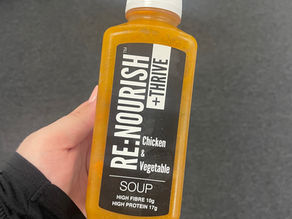 RE:NOURISH
+THRIVE
Chicken
&
Vegetable
SOUP
HIGH FIBRE 10g
HIGH PROTEIN 17g